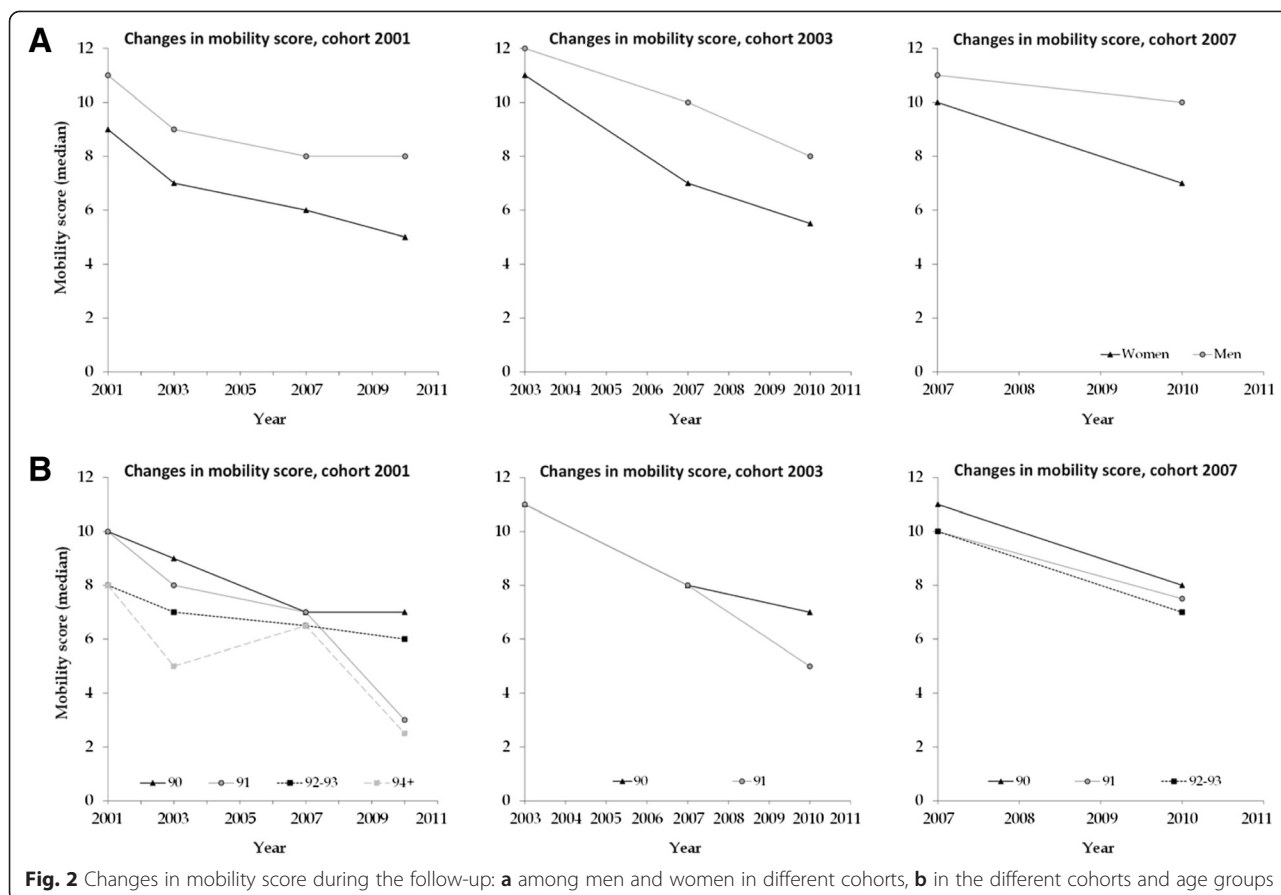 A
Changes in mobility score, cohort 2001
Mobility score (median)
12
10
8
6
4
2
0
2001 2003 2005 2007 2009 2011
Year
Changes in mobility score, cohort 2003
12
10
8
6
4
2
0
2003 2004 2005 2006 2007 2008 2009 2010 2011
Year
Changes in mobility score, cohort 2007
12
10
8
6
4
2
0
Women Men
2007 2008 2009 2010 2011
Year
B
Changes in mobility score, cohort 2001
Mobility score (median)
12
10
8
6
4
2
0
90 91 92-93 94+
2001 2003 2005 2007 2009 2011
Year
Changes in mobility score, cohort 2003
12
10
8
6
4
2
0
90 91
2003 2004 2005 2006 2007 2008 2009 2010 2011
Year
Changes in mobility score, cohort 2007
12
10
8
6
4
2
0
90 91 92-93
2007 2008 2009 2010 2011
Year
Fig. 2 Changes in mobility score during the follow-up: a among men and women in different cohorts, b in the different cohorts and age groups